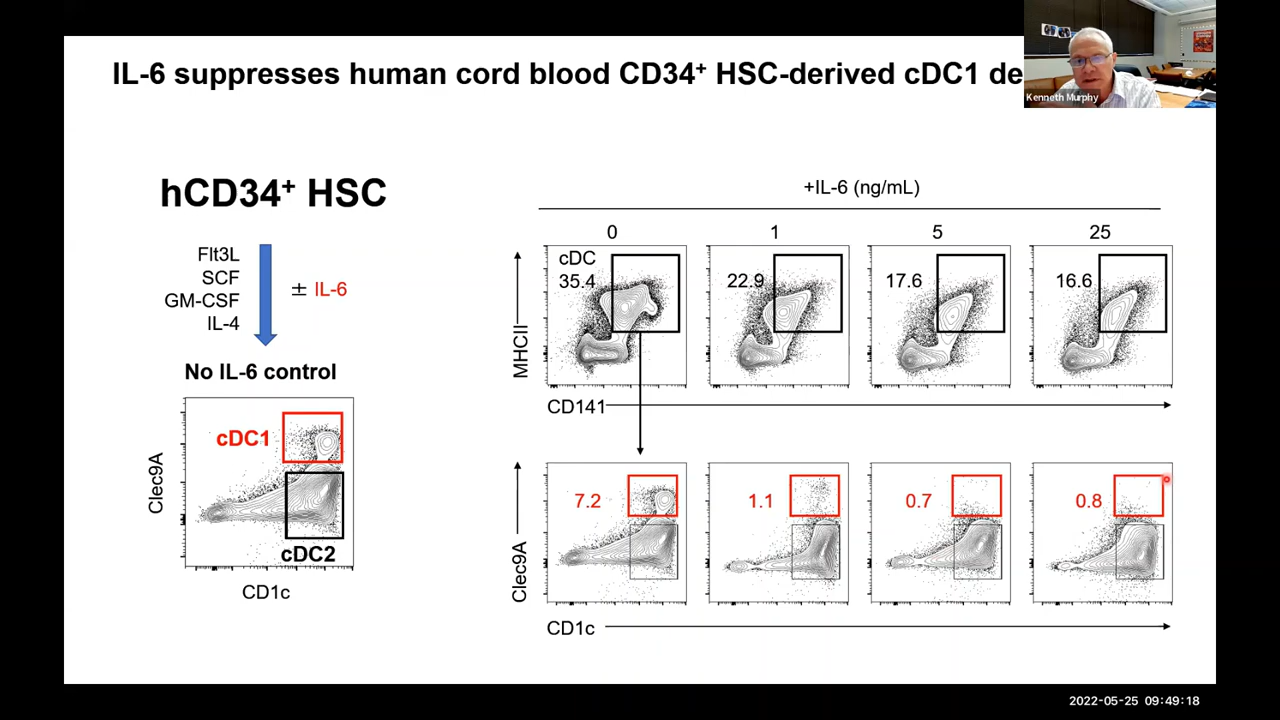 IL-6 suppresses human cord blood CD34+ HSC-derived cDC1 de
Kenneth Murphy
hCD34+ HSC
Flt3L
SCF
GM-CSF
IL-4
± IL-6
No IL-6 control
cDC1
cDC2
Clec9A
CD1c
+IL-6 (ng/mL)
0 1 5 25
cDC
35.4 22.9 17.6 16.6
MHCII
CD141
7.2 1.1 0.7 0.8
Clec9A
CD1c
2022-05-25 09:49:18